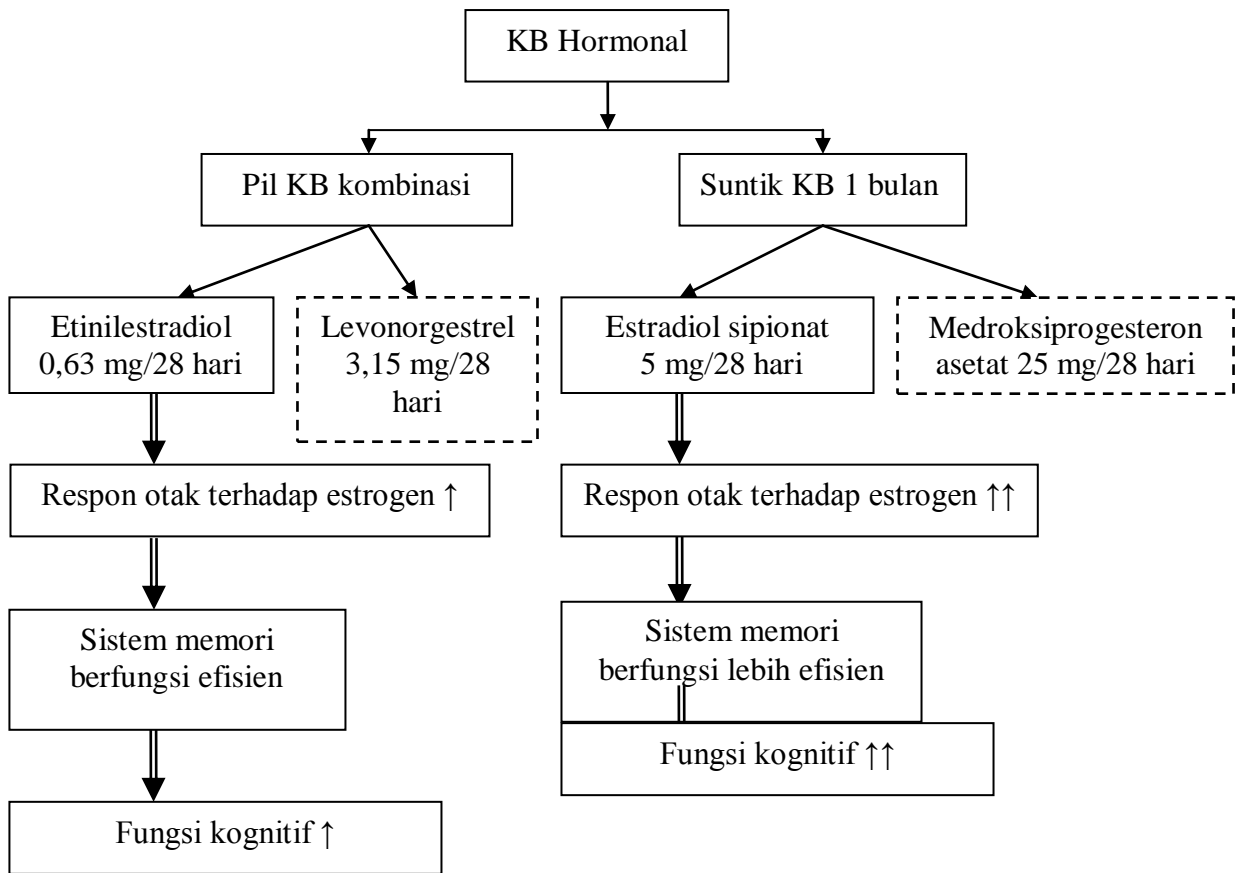 KB Hormonal
Pil KB kombinasi
Suntik KB 1 bulan
Etinilestradiol
0,63 mg/28 hari
Levonorgestrel
3,15 mg/28
hari
Estradiol sipionat
5 mg/28 hari
Medroksiprogesteron
asetat 25 mg/28 hari
Respon otak terhadap estrogen ↑
Respon otak terhadap estrogen ↑↑
Sistem memori
berfungsi efisien
Sistem memori
berfungsi lebih efisien
Fungsi kognitif ↑↑
Fungsi kognitif ↑